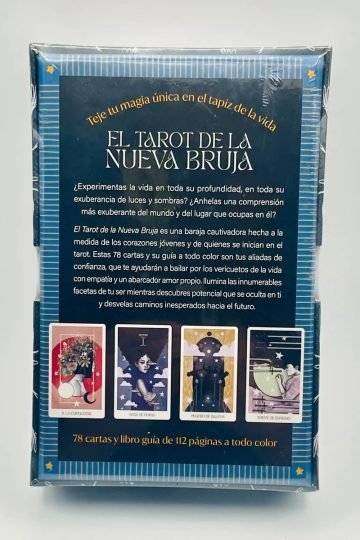 Teje tu magia única en el tapiz de la vida
EL TAROT DE LA
NUEVA BRUJA
¿Experimentas la vida en toda su profundidad, en toda su
exuberancia de luces y sombras? ¿Anhelas una comprensión
más exuberante del mundo y del lugar que ocupas en él?
El Tarot de la Nueva Bruja es una baraja cautivadora hecha a la
medida de los corazones jóvenes y de quienes se inician en el
tarot. Estas 78 cartas y su guía a todo color son tus aliadas de
confianza, que te ayudarán a bailar por los vericuetos de la vida
con empatía y un abarcador amor propio. Ilumina las innumerables
facetas de tu ser mientras descubres potencial que se oculta en ti
y desvelas caminos inesperados hacia el futuro.
III. LA EMPERATRIZ
I
78 cartas y libro guía de 112 páginas a todo color